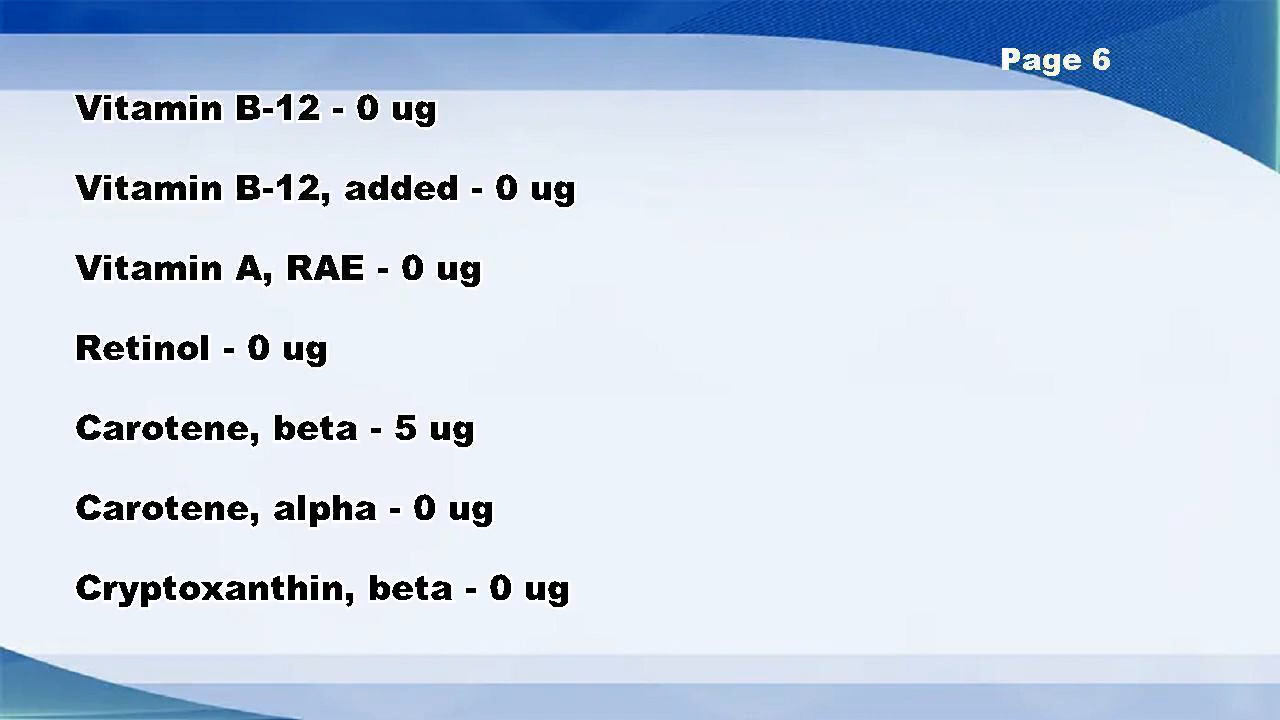 Page 6
Vitamin B-12 - 0 ug
Vitamin B-12, added - 0 ug
Vitamin A, RAE - 0 ug
Retinol - 0 ug
Carotene, beta - 5 ug
Carotene, alpha - 0 ug
Cryptoxanthin, beta - 0 ug